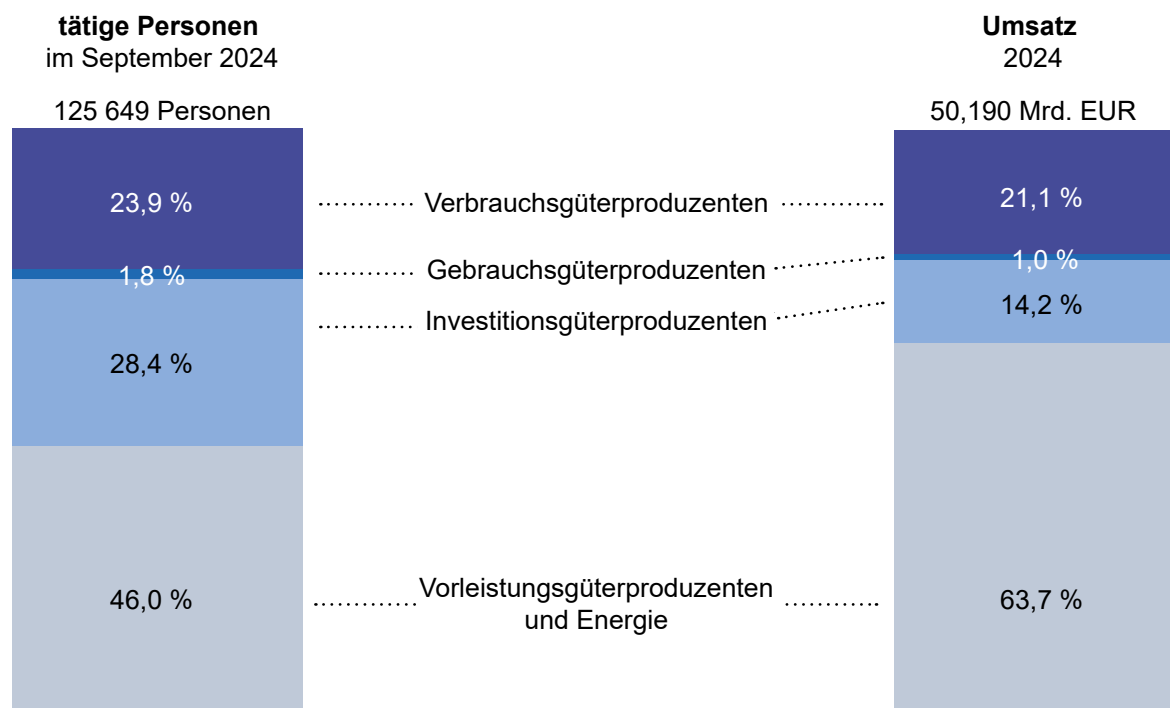 tätige Personen
im September 2024
125 649 Personen
Umsatz
2024
50,190 Mrd. EUR
23,9 %
Verbrauchsgüterproduzenten
21,1 %
1,8 %
Gebrauchsgüterproduzenten
1,0 %
28,4 %
Investitionsgüterproduzenten
14,2 %
46,0 %
Vorleistungsgüterproduzenten
und Energie
63,7 %